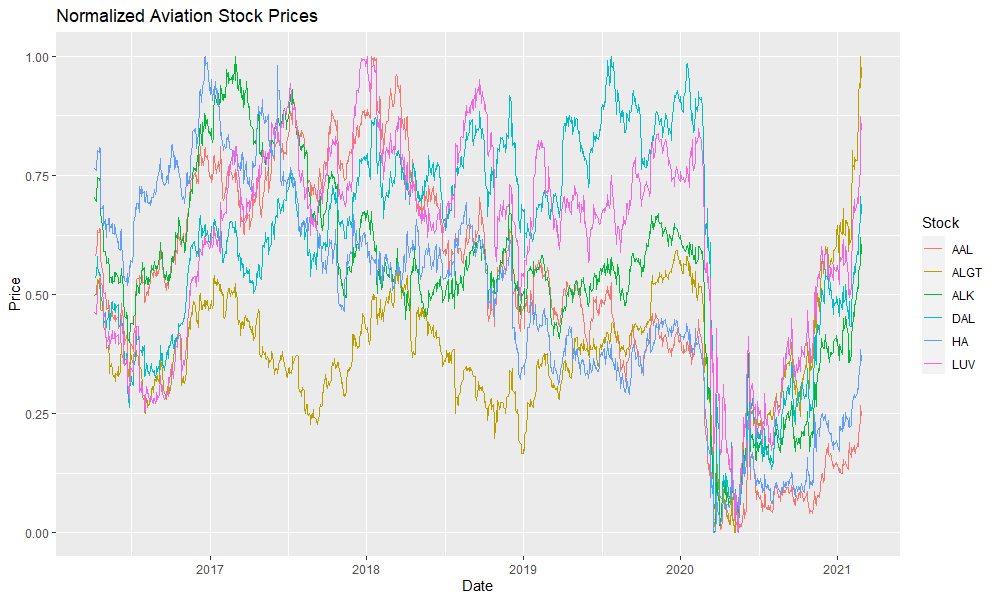 Normalized Aviation Stock Prices
1.00
0.75
0.50
0.25
0.00
Price
2017 2018 2019 2020 2021
Date
Stock
AAL
ALGT
ALK
DAL
HA
LUV